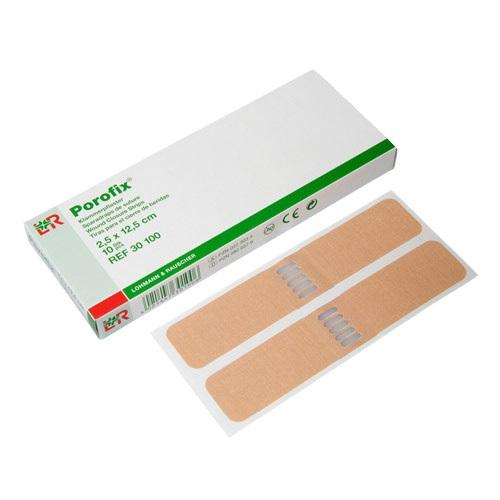 L&R
Porofix®
Klammerpflaster
Sparadraps de suture
Wound Closure Strips
Tiras para el cierre de heridas
2,5 x 12,5 cm
10
REF 30 100
LOHMANN & RAUSCHER
CE
L&R